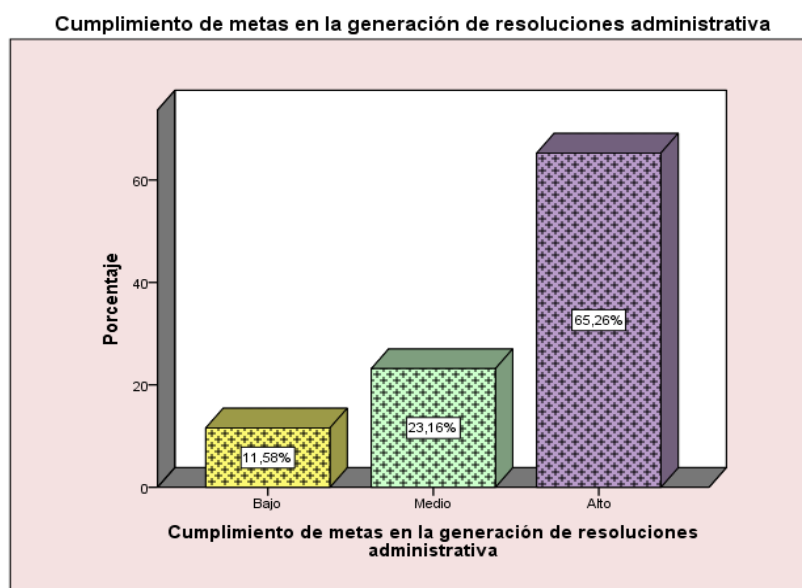 Cumplimiento de metas en la generación de resoluciones administrativa
Porcentaje
60
40
20
0
11,58%
23,16%
65,26%
Bajo
Medio
Alto
Cumplimiento de metas en la generación de resoluciones
administrativa